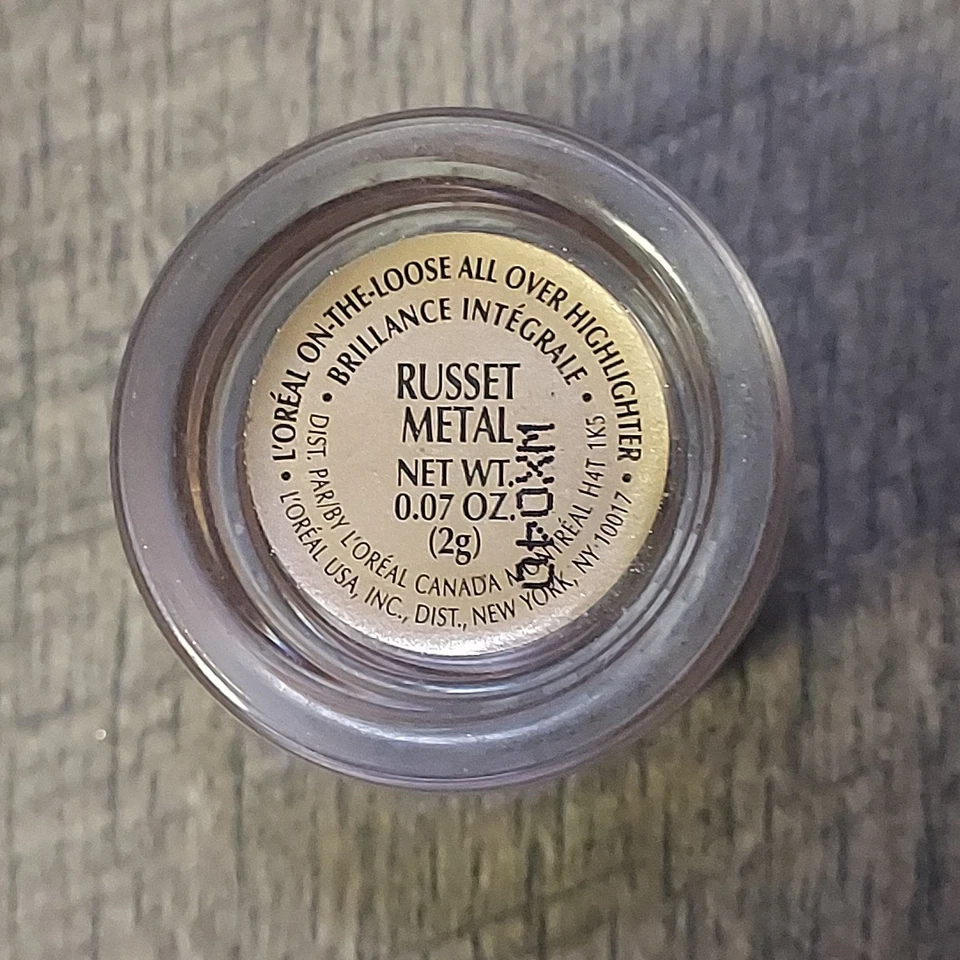 • L'ORÉAL ON-THE-LOOSE ALL OVER HIGHLIGHTER •
• BRILLANCE INTÉGRALE •
RUSSET
METAL
NET WT.
0.07 OZ.
(2g)
DIST. PAR/BY L'ORÉAL CANADA MONTRÉAL H4T 1K5
L'ORÉAL USA, INC., DIST., NEW YORK, NY 10017